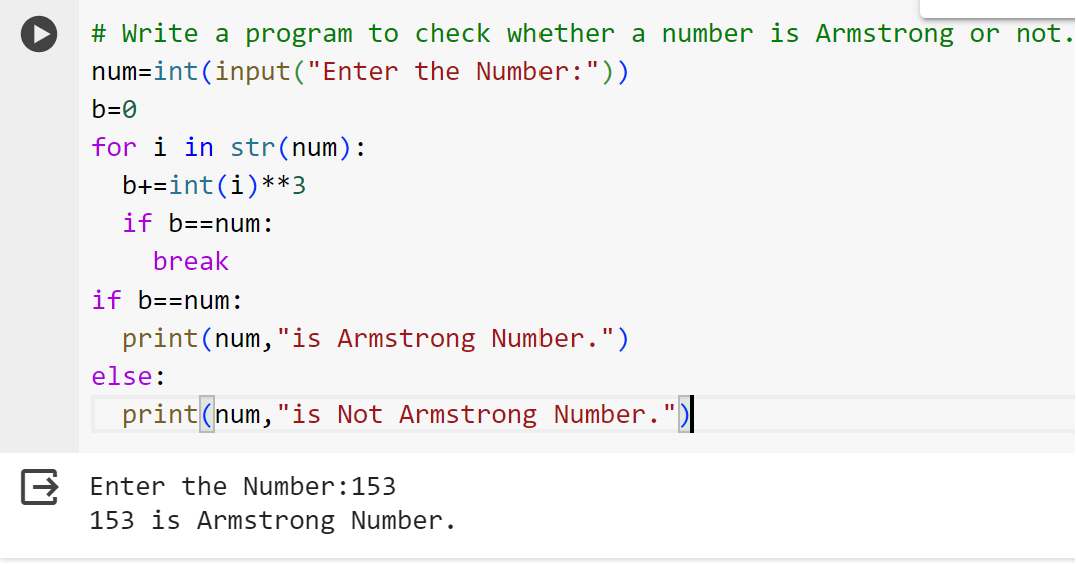 # Write a program to check whether a number is Armstrong or not.
num=int(input("Enter the Number:"))
b=0
for i in str(num):
  b+=int(i)**3
  if b==num:
    break
if b==num:
  print(num,"is Armstrong Number.")
else:
  print(num,"is Not Armstrong Number.")
Enter the Number:153
153 is Armstrong Number.